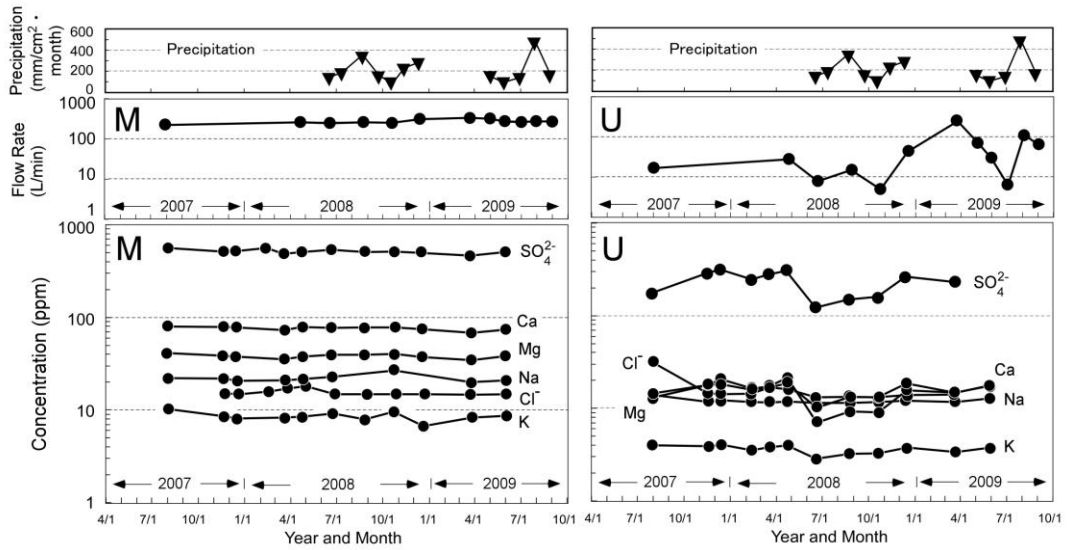 Precipitation
(mm/cm²・
month)
600
400
200
0
Precipitation
Flow Rate
(L/min)
1000
100
10
1
M
2007
2008
2009
Concentration (ppm)
1000
100
10
1
M
SO₄²⁻
Ca
Mg
Na
Cl⁻
K
2007
2008
2009
4/1 7/1 10/1 1/1 4/1 7/1 10/1 1/1 4/1 7/1 10/1
Year and Month
Precipitation
U
2007
2008
2009
U
SO₄²⁻
Cl⁻
Mg
Ca
Na
K
2007
2008
2009
4/1 7/1 10/1 1/1 4/1 7/1 10/1 1/1 4/1 7/1 10/1
Year and Month